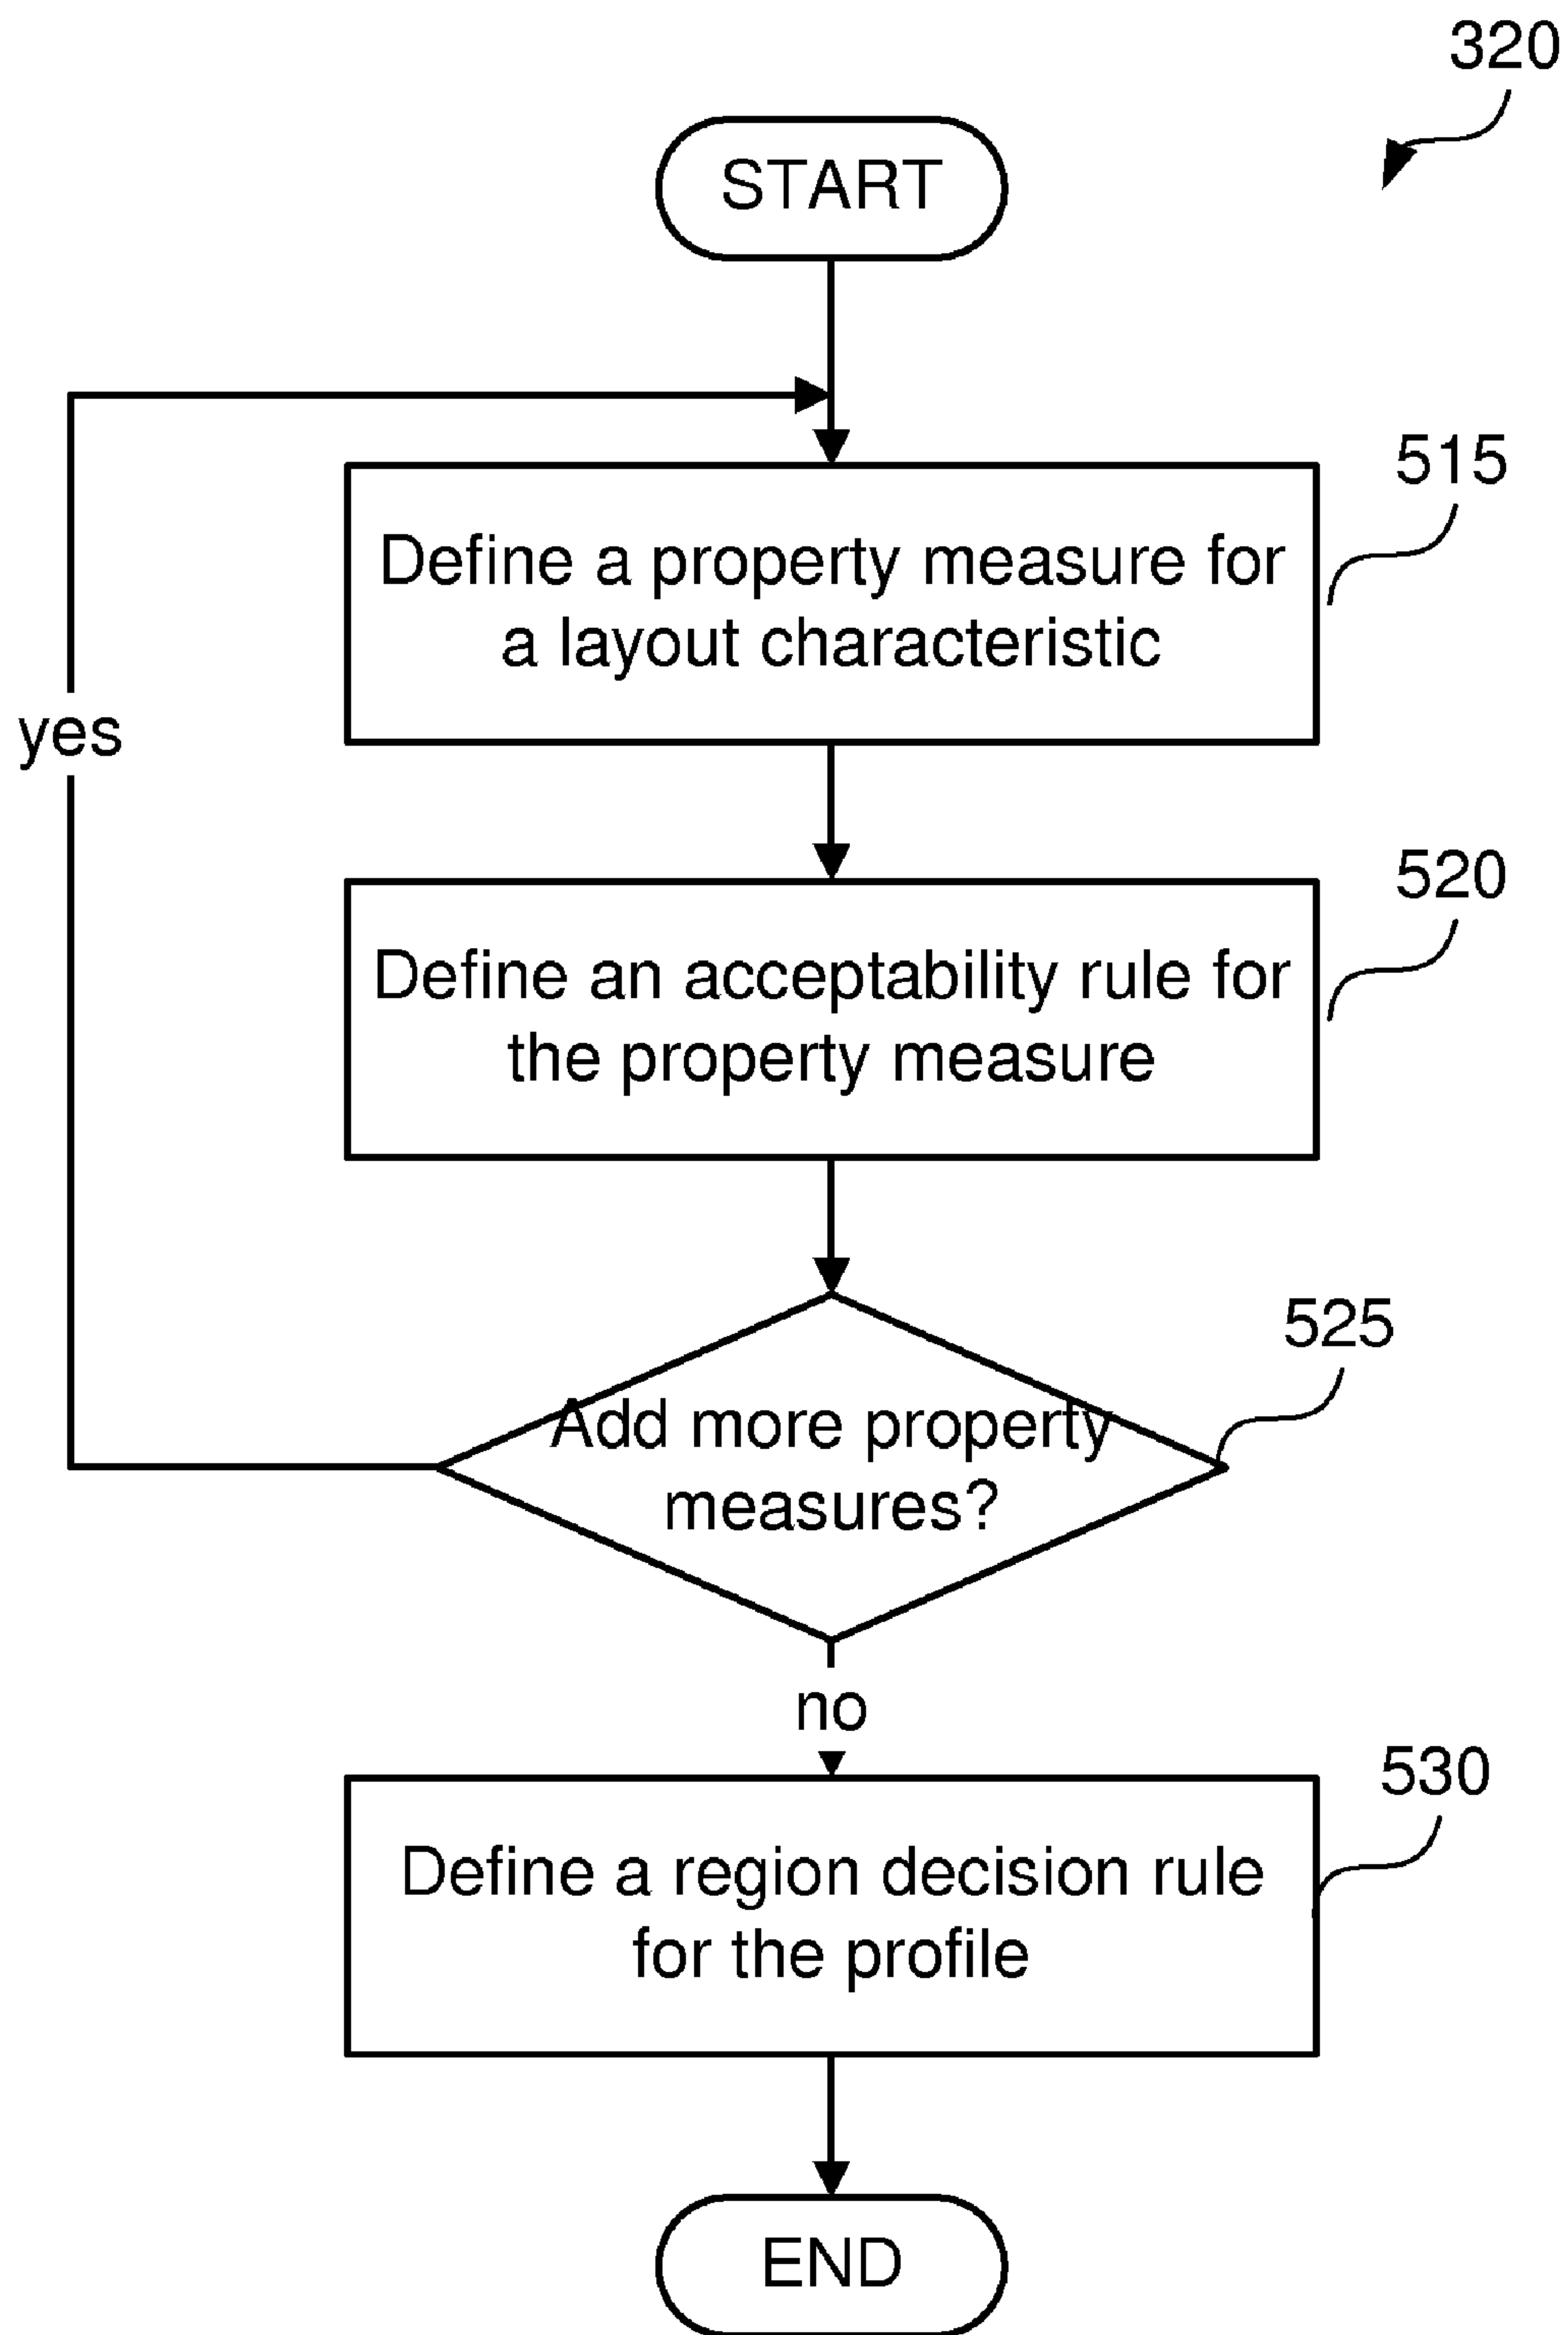 320
START
515
Define a property measure for
a layout characteristic
yes
520
Define an acceptability rule for
the property measure
525
Add more property
measures?
no
530
Define a region decision rule
for the profile
END